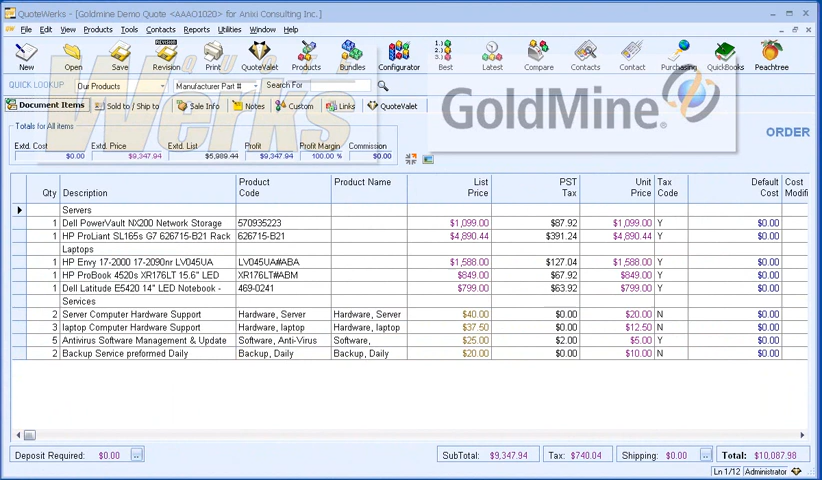 QuoteWerks - [Goldmine Demo Quote <AAAO1020> for Anixi Consulting Inc.]
File Edit View Products Tools Contacts Reports Utilities Window Help
New Open Save Revision Print QuoteValet Products Bundles Configurator Best Latest Compare Contacts Contact Purchasing QuickBooks Peachtree
QUICK LOOKUP Our Products Manufacturer Part # Search For
Werks
GoldMine®
Document Items Sold to / Ship to Sale Info Notes Custom Links QuoteValet
Totals for All items
ORDER
Extd. Cost Extd. Price Extd. List Profit Profit Margin Commission
$0.00 $9,347.94 $5,989.44 $9,347.94 100.00 % $0.00
Qty Description Product Code Product Name List Price PST Tax Unit Price Tax Code Default Cost Cost Modifi
Servers
1 Dell PowerVault NX200 Network Storage 570935223 $1,099.00 $87.92 $1,099.00 Y $0.00
1 HP ProLiant SL165s G7 626715-B21 Rack 626715-B21 $4,890.44 $391.24 $4,890.44 Y $0.00
Laptops
1 HP Envy 17-2000 17-2090nr LV045UA LV045UA#ABA $1,588.00 $127.04 $1,588.00 Y $0.00
1 HP ProBook 4520s XR176LT 15.6" LED XR176LT#ABM $849.00 $67.92 $849.00 Y $0.00
1 Dell Latitude E5420 14" LED Notebook - 469-0241 $799.00 $63.92 $799.00 Y $0.00
Services
2 Server Computer Hardware Support Hardware, Server Hardware, Server $40.00 $0.00 $20.00 N $0.00
3 laptop Computer Hardware Support Hardware, laptop Hardware, laptop $37.50 $0.00 $12.50 N $0.00
5 Antivirus Software Management & Update Software, Anti-Virus Software, $25.00 $2.00 $5.00 Y $0.00
2 Backup Service preformed Daily Backup, Daily Backup, Daily $20.00 $0.00 $10.00 N $0.00
Deposit Required: $0.00 ... SubTotal: $9,347.94 Tax: $740.04 Shipping: $0.00 ... Total: $10,087.98
Ln 1/12 Administrator